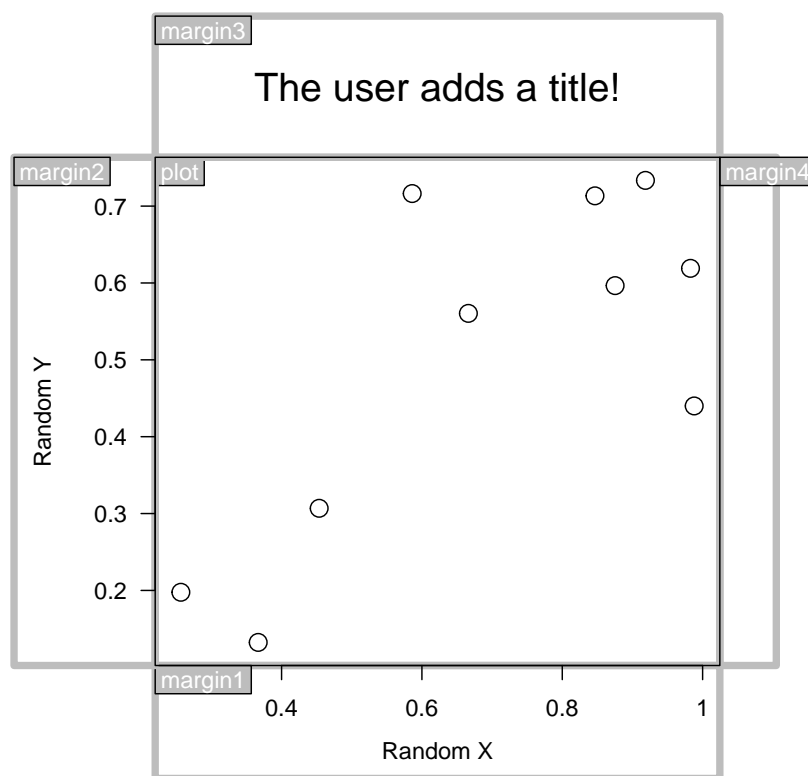 margin3
The user adds a title!
margin2
plot
margin4
0.7
0.6
0.5
0.4
0.3
0.2
Random Y
margin1
0.4 0.6 0.8 1
Random X